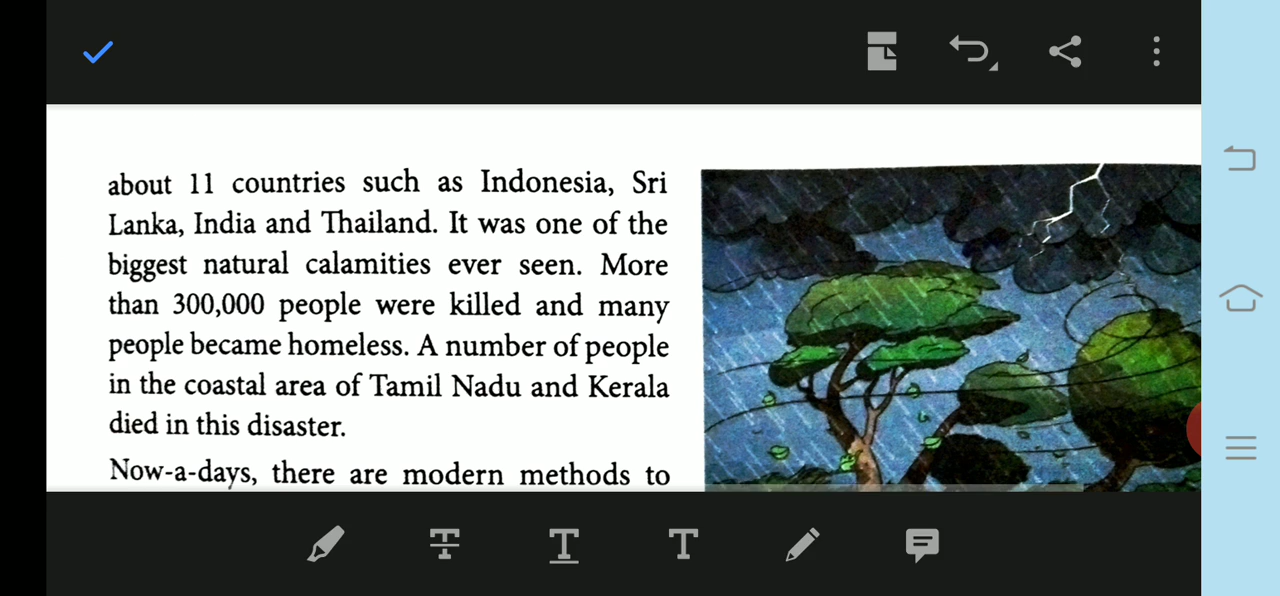 about 11 countries such as Indonesia, Sri
Lanka, India and Thailand. It was one of the
biggest natural calamities ever seen. More
than 300,000 people were killed and many
people became homeless. A number of people
in the coastal area of Tamil Nadu and Kerala
died in this disaster.
Now-a-days, there are modern methods to